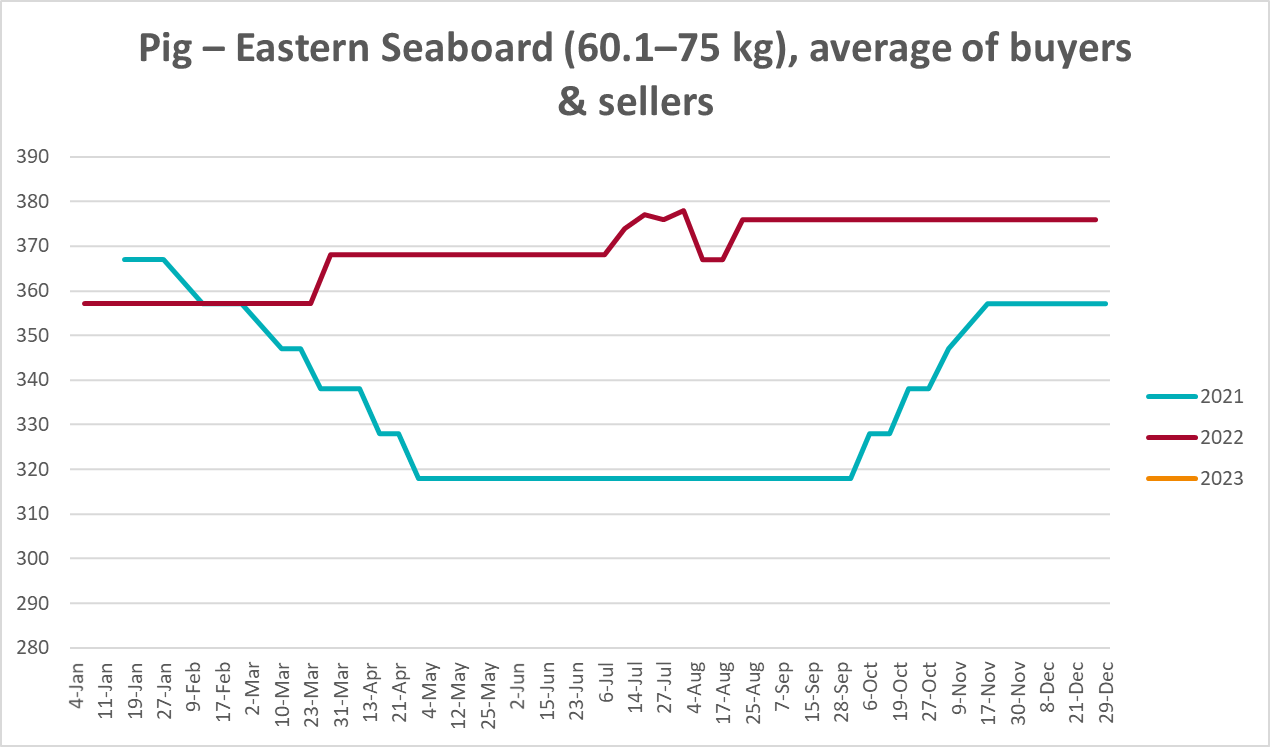 Pig – Eastern Seaboard (60.1–75 kg), average of buyers
& sellers
390
380
370
360
350
340
330
320
310
300
290
280
4-Jan
11-Jan
19-Jan
27-Jan
9-Feb
17-Feb
2-Mar
10-Mar
23-Mar
31-Mar
13-Apr
21-Apr
4-May
12-May
25-May
2-Jun
15-Jun
23-Jun
6-Jul
14-Jul
27-Jul
4-Aug
17-Aug
25-Aug
7-Sep
15-Sep
28-Sep
6-Oct
19-Oct
27-Oct
9-Nov
17-Nov
30-Nov
8-Dec
21-Dec
29-Dec
2021
2022
2023